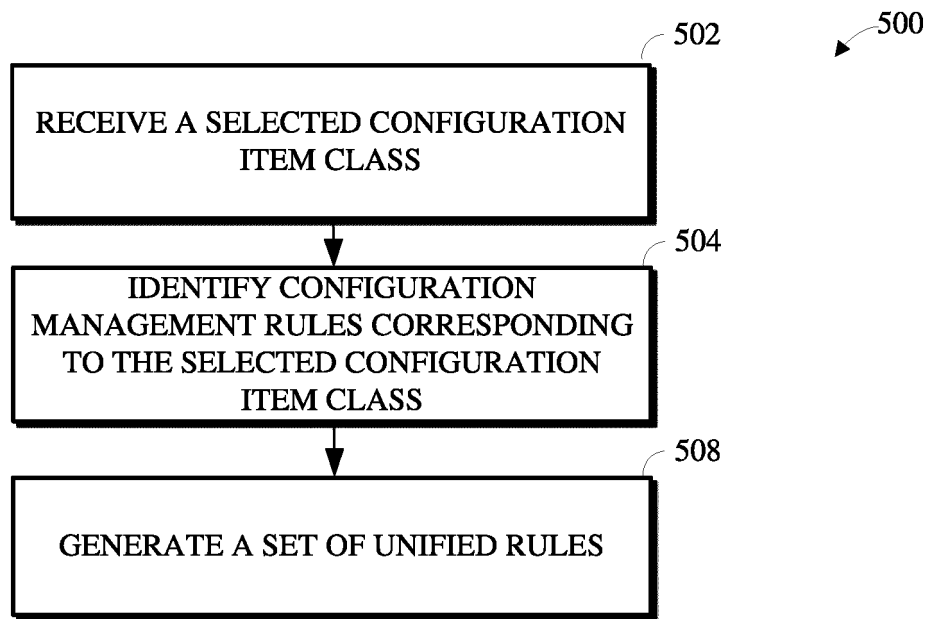 500
502
RECEIVE A SELECTED CONFIGURATION
ITEM CLASS
504
IDENTIFY CONFIGURATION
MANAGEMENT RULES CORRESPONDING
TO THE SELECTED CONFIGURATION
ITEM CLASS
508
GENERATE A SET OF UNIFIED RULES